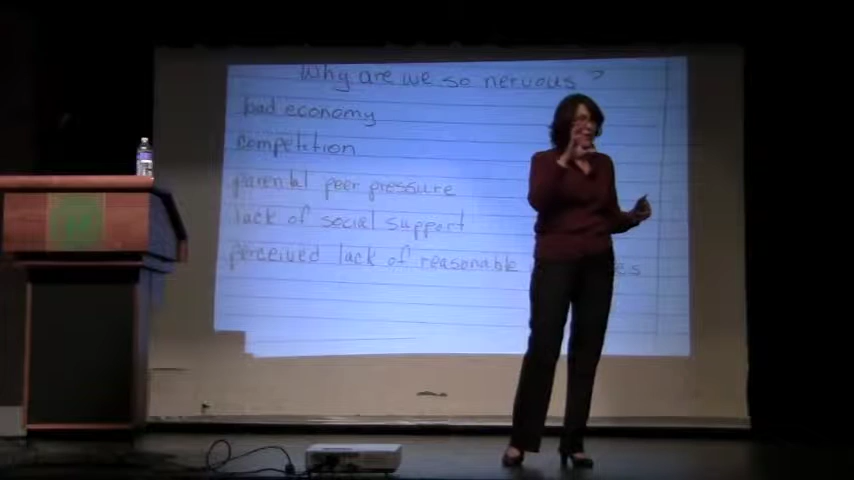 Why are we so nervous?
bad economy
competition
parental peer pressure
lack of social support
perceived lack of reasonable